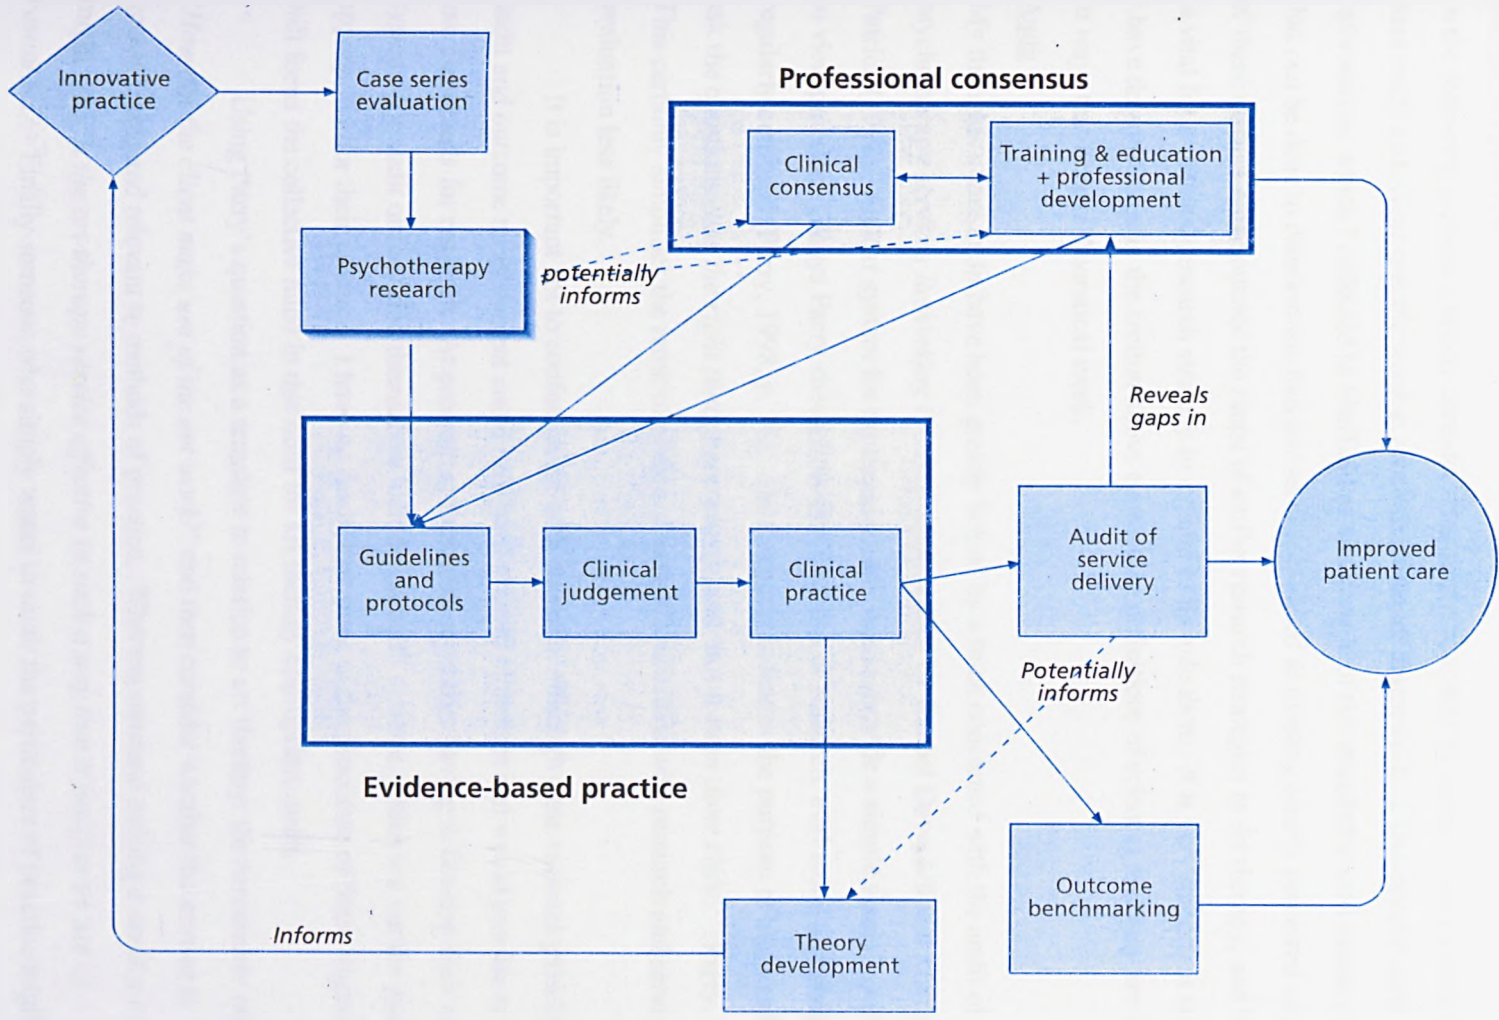 Innovative
practice
Case series
evaluation
Professional consensus
Clinical
consensus
Training & education
+ professional
development
Psychotherapy
research
potentially
informs
Reveals
gaps in
Guidelines
and
protocols
Clinical
judgement
Clinical
practice
Audit of
service
delivery
Improved
patient care
Potentially
informs
Evidence-based practice
Outcome
benchmarking
Informs
Theory
development